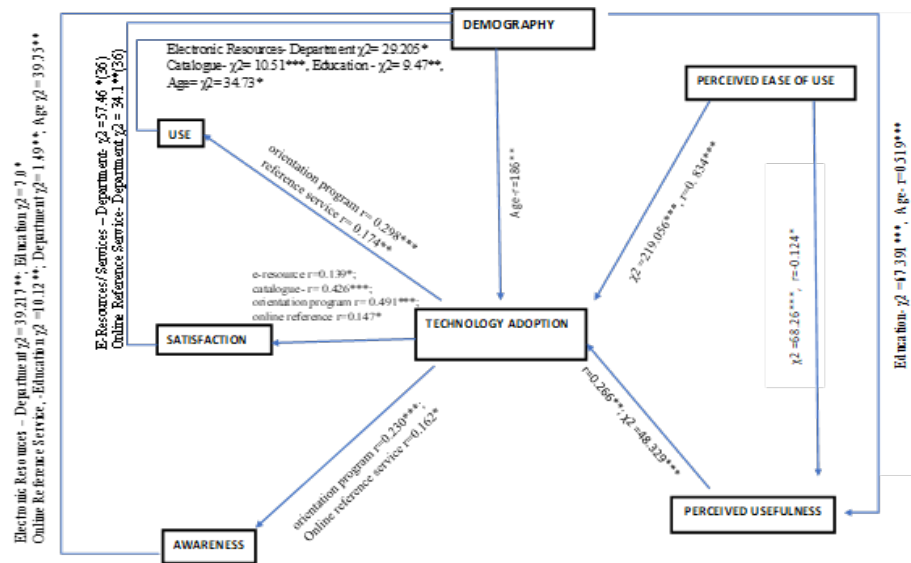 DEMOGRAPHY
Electronic Resources- Department χ2= 29.205*
Catalogue- χ2= 10.51***, Education - χ2= 9.47**,
Age= χ2= 34.73*
PERCEIVED EASE OF USE
USE
orientation program r= 0.298***
reference service r= 0.174**
Age-r=186**
χ2 =219.056***, r=0. 834***
χ2 =68.26***, r=-0.124*
e-resource r=0.139*;
catalogue- r= 0.426***;
orientation program r= 0.491***;
online reference r=0.147*
SATISFACTION
TECHNOLOGY ADOPTION
r=0.266**; χ2 =48.329***
orientation program r=0.230***;
Online reference service r=0.162*
AWARENESS
PERCEIVED USEFULNESS
Electronic Resources – Department χ2= 39.217**; Education χ2= 7.0*
Online Reference Service, -Education χ2= 10.12**; Department χ2= Age χ2= 39.75**
E-Resources/ Services – Department- χ2 =57.46 *(36)
Online Reference Service- Department χ2 = 34.1**(36)
Education- χ2 =67.391***, Age- r=0.519***